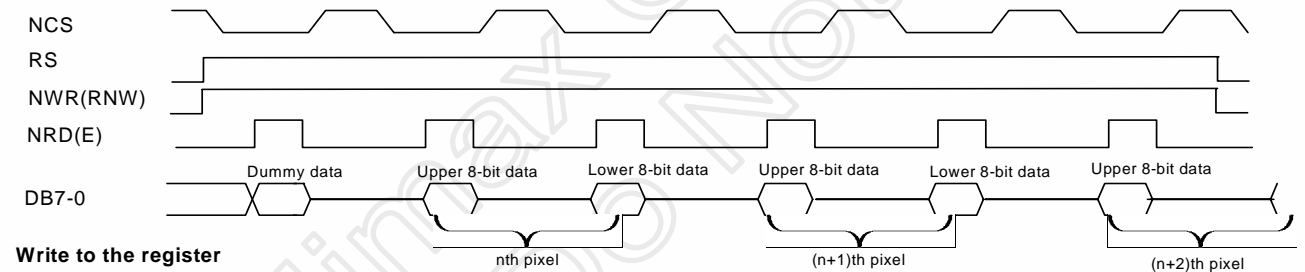 NCS
RS
NWR(RNW)
NRD(E)
Dummy data Upper 8-bit data Lower 8-bit data Upper 8-bit data Lower 8-bit data Upper 8-bit data
DB7-0
Write to the register
nth pixel (n+1)th pixel (n+2)th pixel